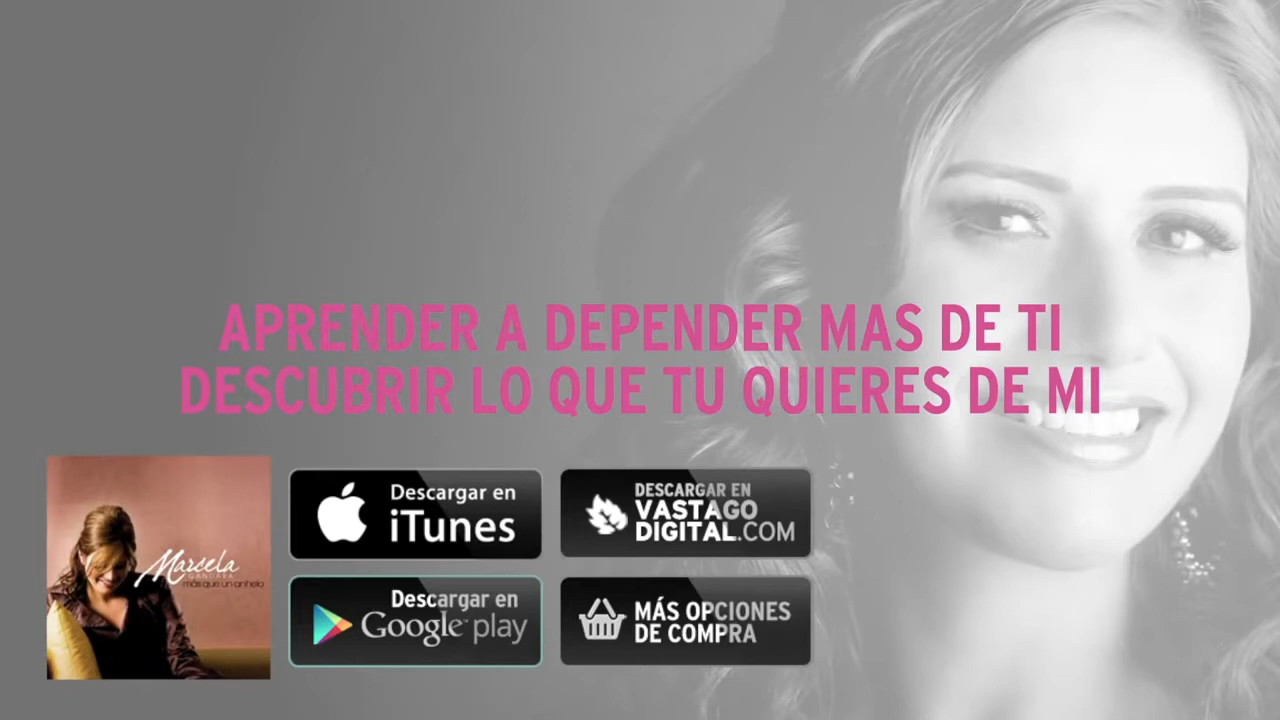 APRENDER A DEPENDER MAS DE TI
DESCUBRIR LO QUE TU QUIERES DE MI
Marcela
GANDARA
más que un anhelo
Descargar en
iTunes
DESCARGAR EN
VASTAGO
DIGITAL.COM
Descargar en
Google play
MÁS OPCIONES
DE COMPRA